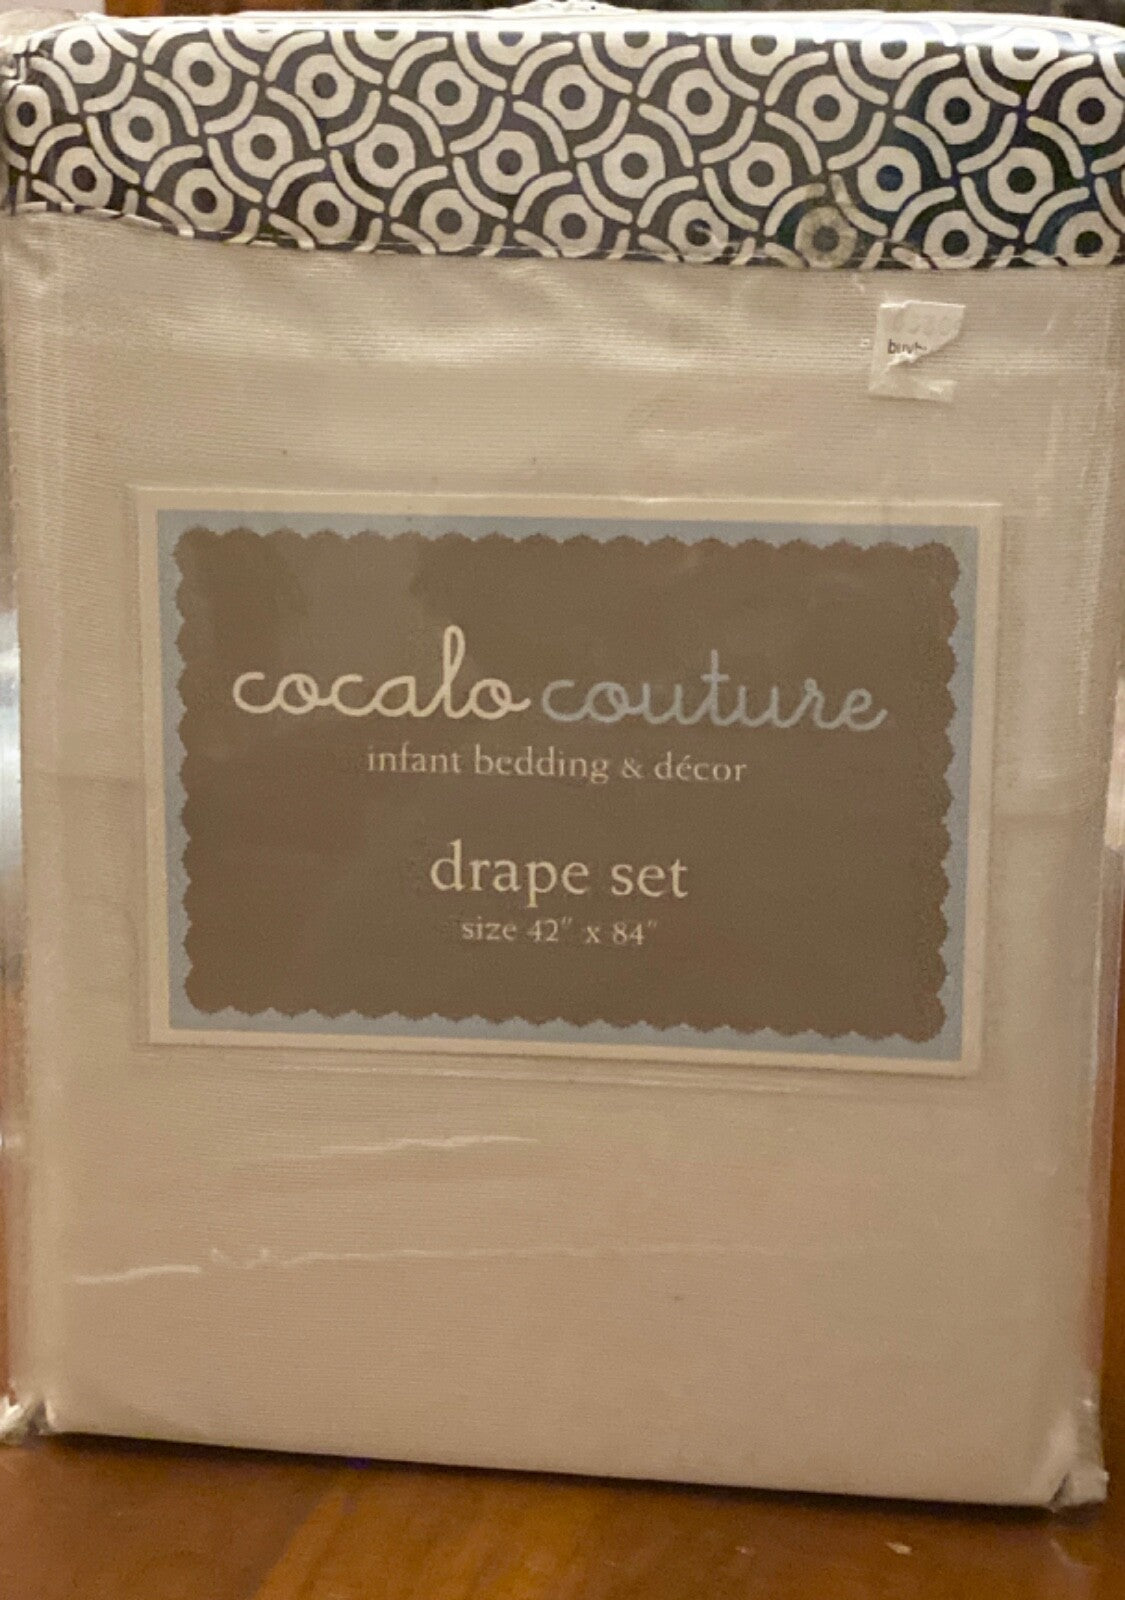 cocalo couture
infant bedding & décor
drape set
size 42" x 84"